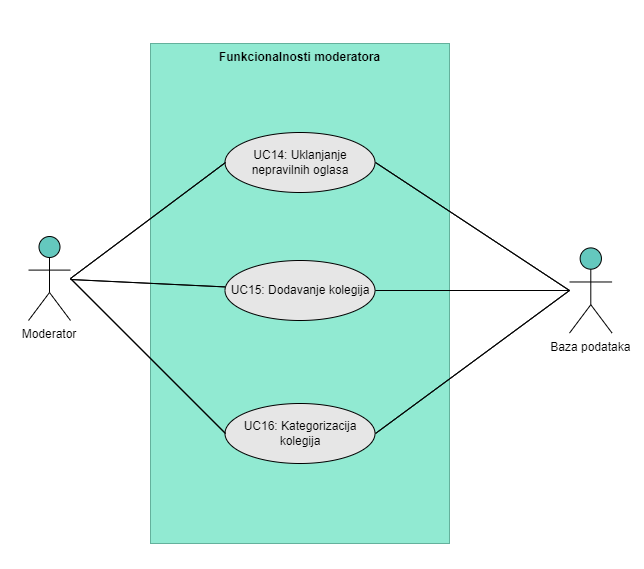 Funkcionalnosti moderatora
UC14: Uklanjanje
nepravilnih oglasa
UC15: Dodavanje kolegija
Moderator
Baza podataka
UC16: Kategorizacija
kolegija